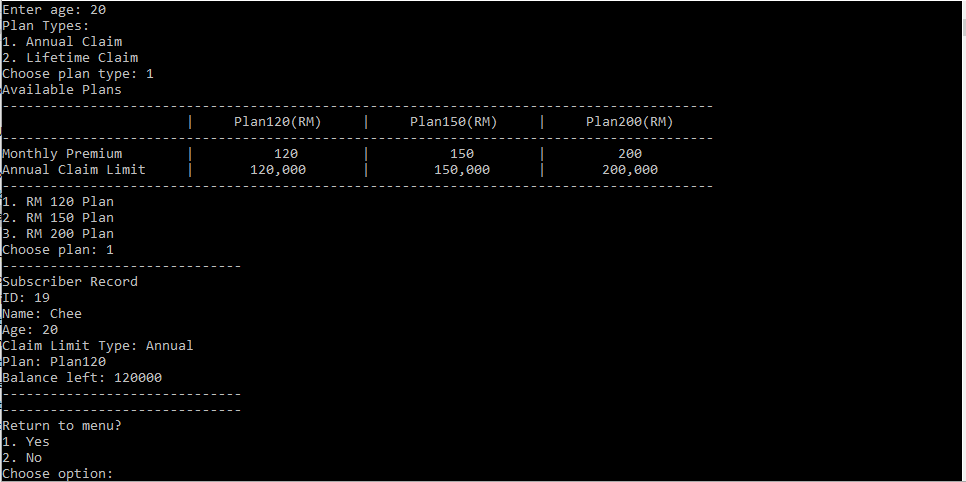 Enter age: 20
Plan Types:
1. Annual Claim
2. Lifetime Claim
Choose plan type: 1
Available Plans
-----------------------------------------------------------------------------------------
| Plan120(RM) | Plan150(RM) | Plan200(RM)
-----------------------------------------------------------------------------------------
Monthly Premium | 120 | 150 | 200
Annual Claim Limit | 120,000 | 150,000 | 200,000
-----------------------------------------------------------------------------------------
1. RM 120 Plan
2. RM 150 Plan
3. RM 200 Plan
Choose plan: 1
------------------------------
Subscriber Record
ID: 19
Name: Chee
Age: 20
Claim Limit Type: Annual
Plan: Plan120
Balance left: 120000
------------------------------
------------------------------
Return to menu?
1. Yes
2. No
Choose option: